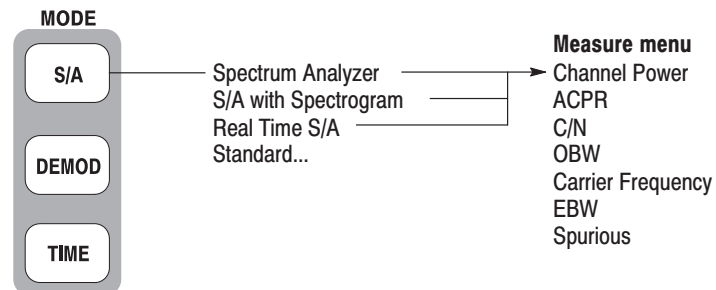 MODE
S/A
DEMOD
TIME
Spectrum Analyzer
S/A with Spectrogram
Real Time S/A
Standard...
Measure menu
Channel Power
ACPR
C/N
OBW
Carrier Frequency
EBW
Spurious